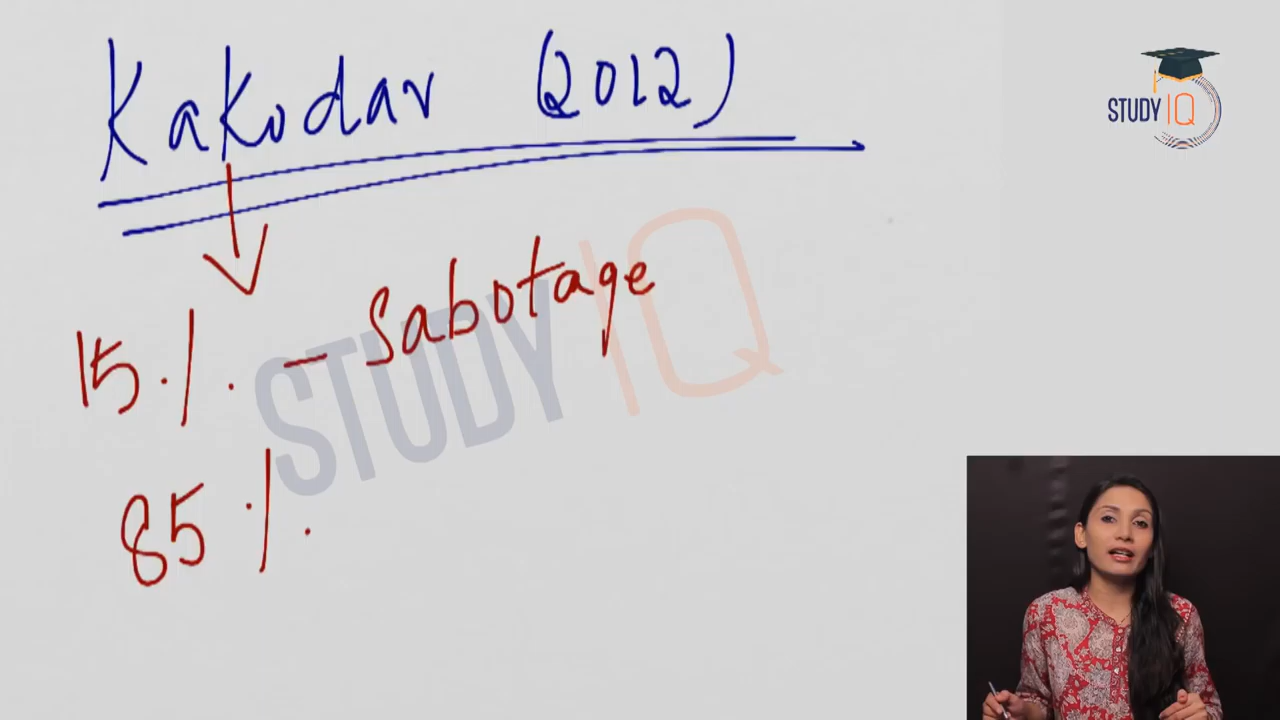 Kakodar (2012)
STUDY IQ
15 % - Sabotage
STUDY IQ
85 %